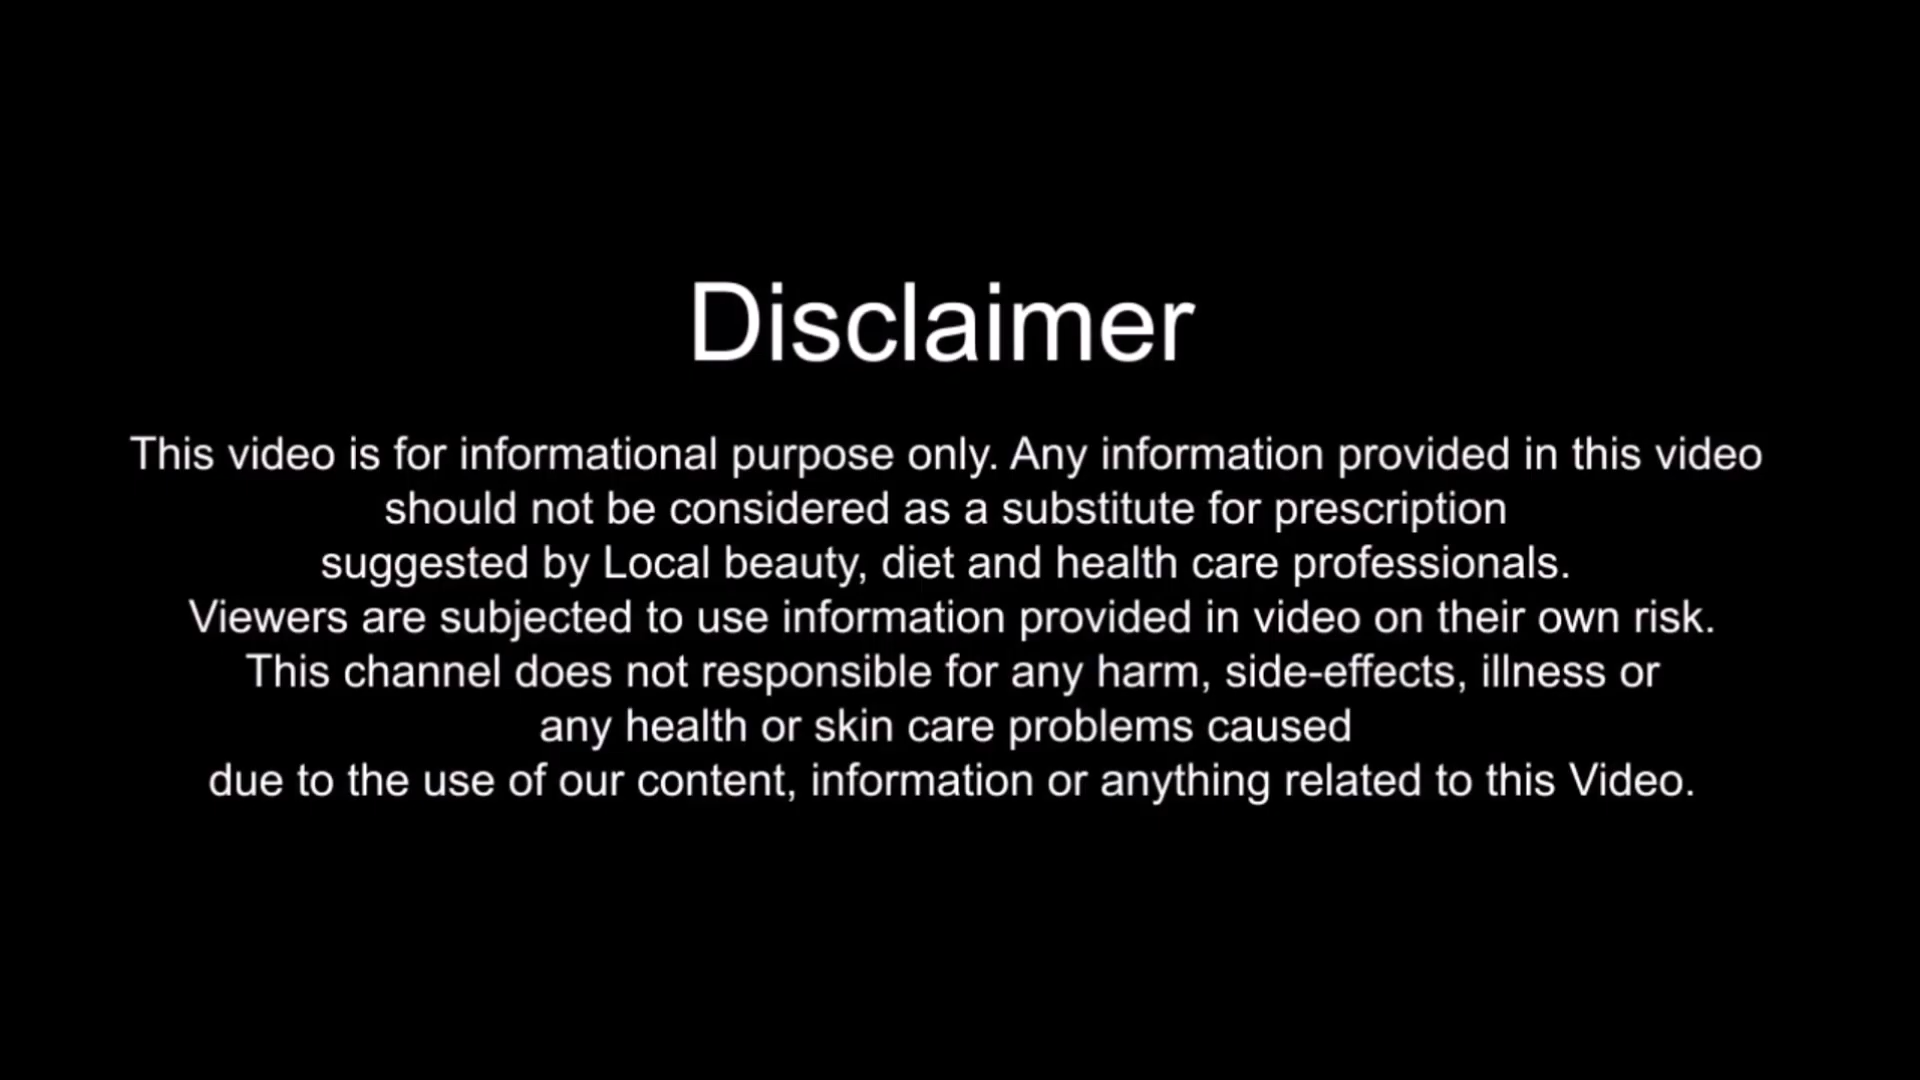 Disclaimer
This video is for informational purpose only. Any information provided in this video
should not be considered as a substitute for prescription
suggested by Local beauty, diet and health care professionals.
Viewers are subjected to use information provided in video on their own risk.
This channel does not responsible for any harm, side-effects, illness or
any health or skin care problems caused
due to the use of our content, information or anything related to this Video.